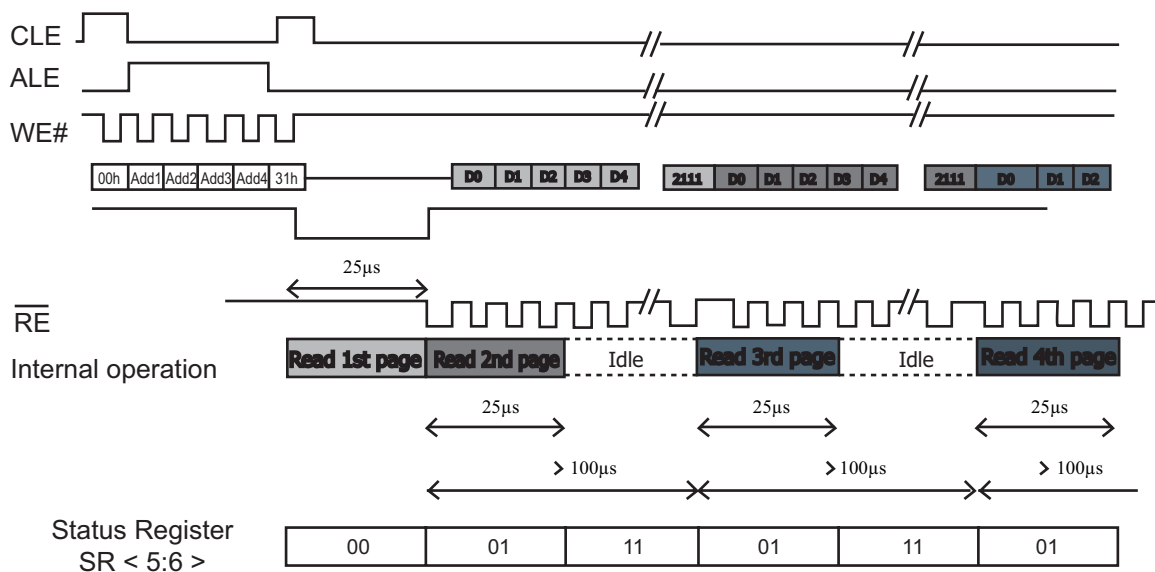 CLE
ALE
WE#
00h Add1 Add2 Add3 Add4 31h D0 D1 D2 D3 D4 2111 D0 D1 D2 D3 D4 2111 D0 D1 D2
25µs
RE
Internal operation Read 1st page Read 2nd page Idle Read 3rd page Idle Read 4th page
25µs 25µs 25µs
> 100µs > 100µs > 100µs
Status Register
SR < 5:6 > 00 01 11 01 11 01